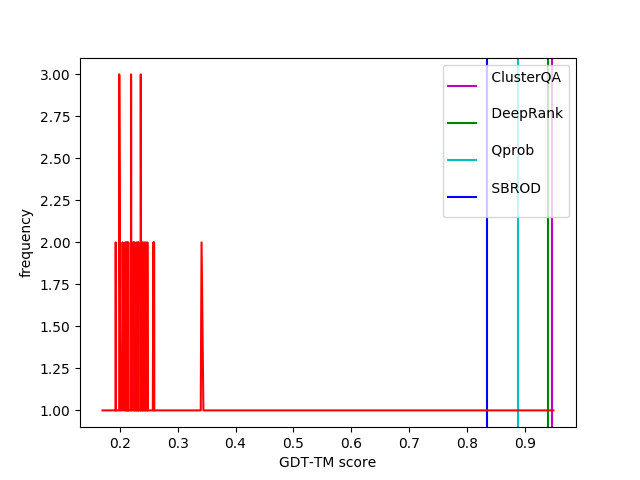 3.00
2.75
2.50
2.25
2.00
1.75
1.50
1.25
1.00
frequency
0.2 0.3 0.4 0.5 0.6 0.7 0.8 0.9
GDT-TM score
ClusterQA
DeepRank
Qprob
SBROD